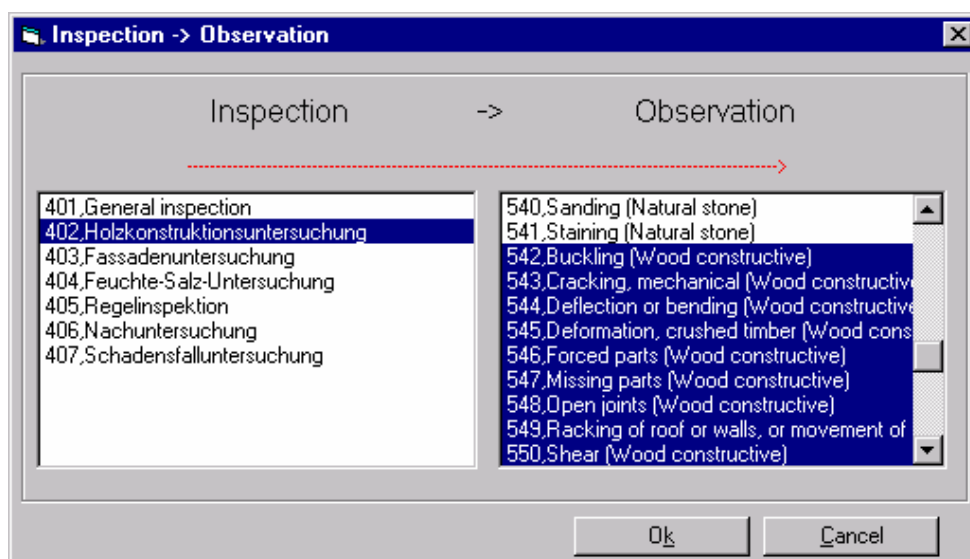 Inspection -> Observation
Inspection -> Observation
401,General inspection
402,Holzkonstruktionsuntersuchung
403,Fassadenuntersuchung
404,Feuchte-Salz-Untersuchung
405,Regelinspektion
406,Nachuntersuchung
407,Schadensfalluntersuchung
540,Sanding (Natural stone)
541,Staining (Natural stone)
542,Buckling (Wood constructive)
543,Cracking, mechanical (Wood constructiv
544,Deflection or bending (Wood constructive
545,Deformation, crushed timber (Wood cons
546,Forced parts (Wood constructive)
547,Missing parts (Wood constructive)
548,Open joints (Wood constructive)
549,Racking of roof or walls, or movement of
550,Shear (Wood constructive)
Ok
Cancel